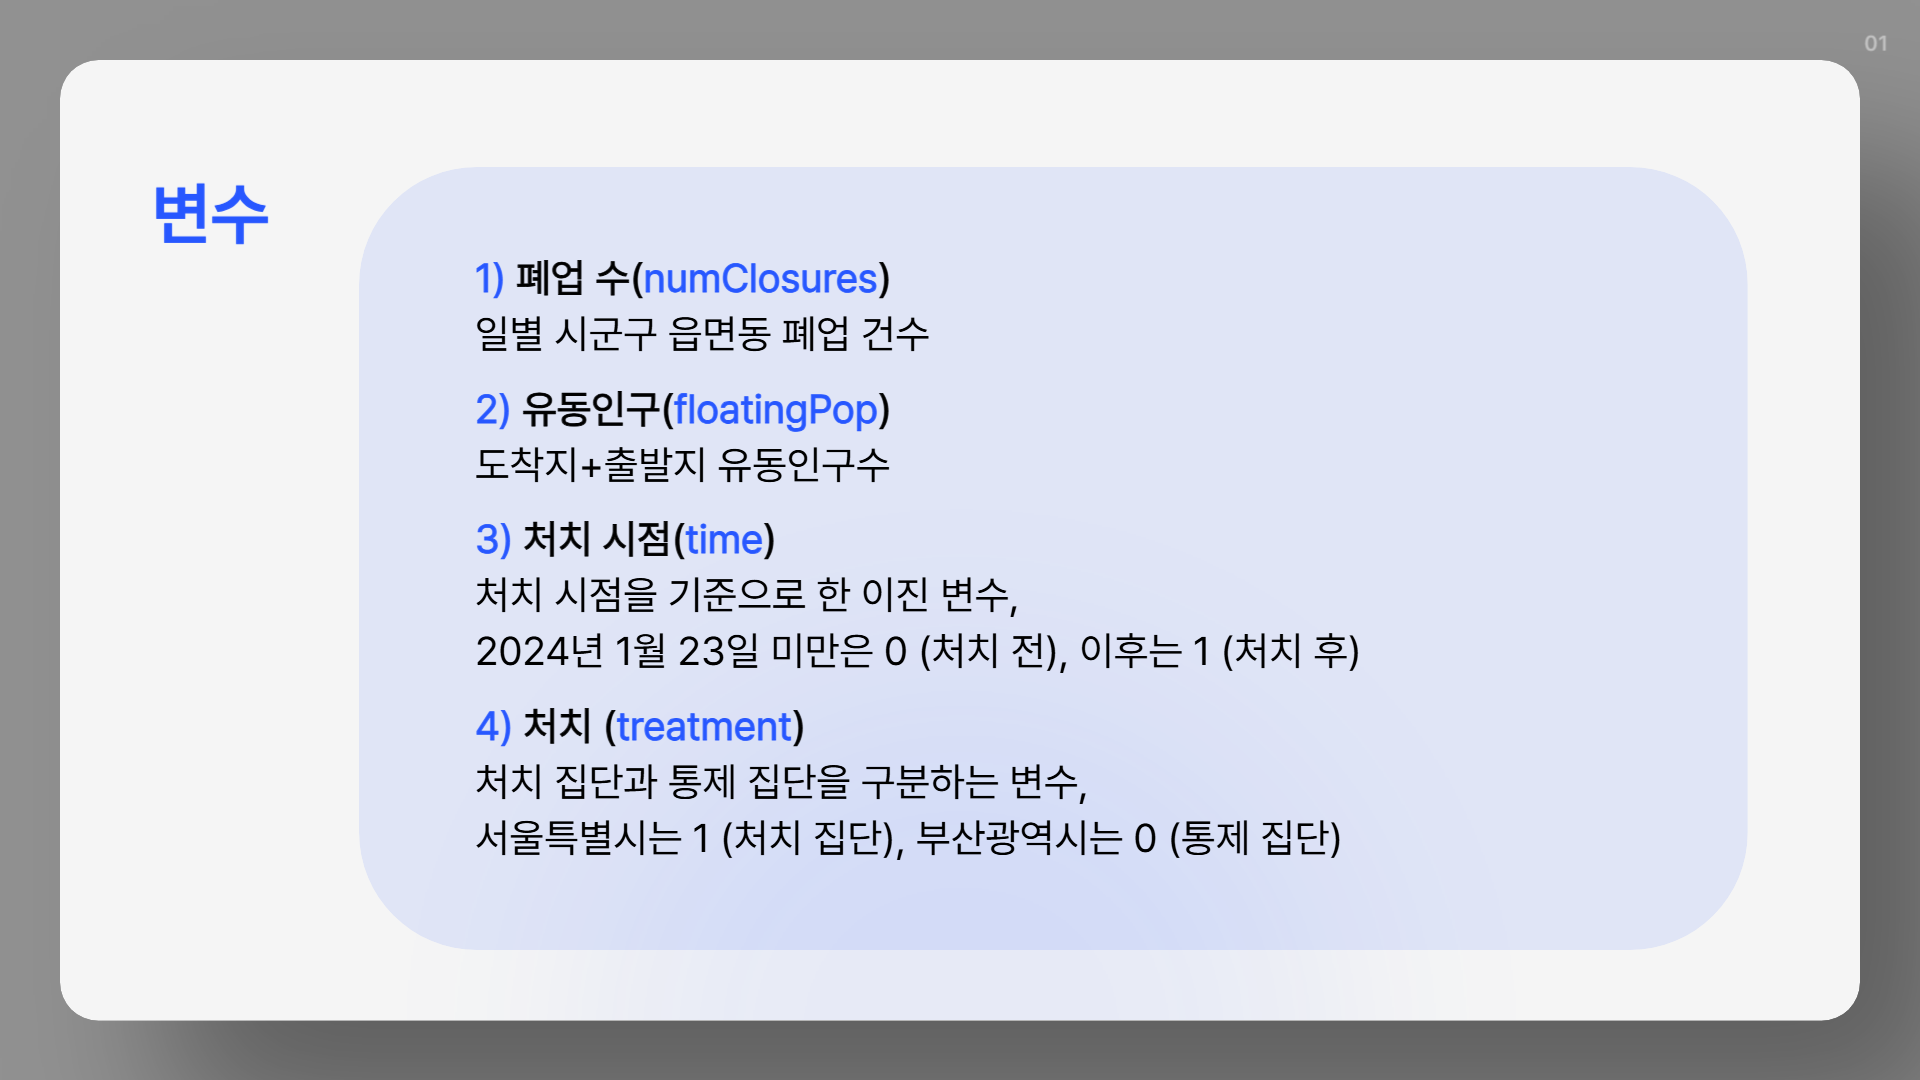 01
변수
1) 폐업 수(numClosures)
일별 시군구 읍면동 폐업 건수
2) 유동인구(floatingPop)
도착지+출발지 유동인구수
3) 처치 시점(time)
처치 시점을 기준으로 한 이진 변수,
2024년 1월 23일 미만은 0 (처치 전), 이후는 1 (처치 후)
4) 처치 (treatment)
처치 집단과 통제 집단을 구분하는 변수,
서울특별시는 1 (처치 집단), 부산광역시는 0 (통제 집단)